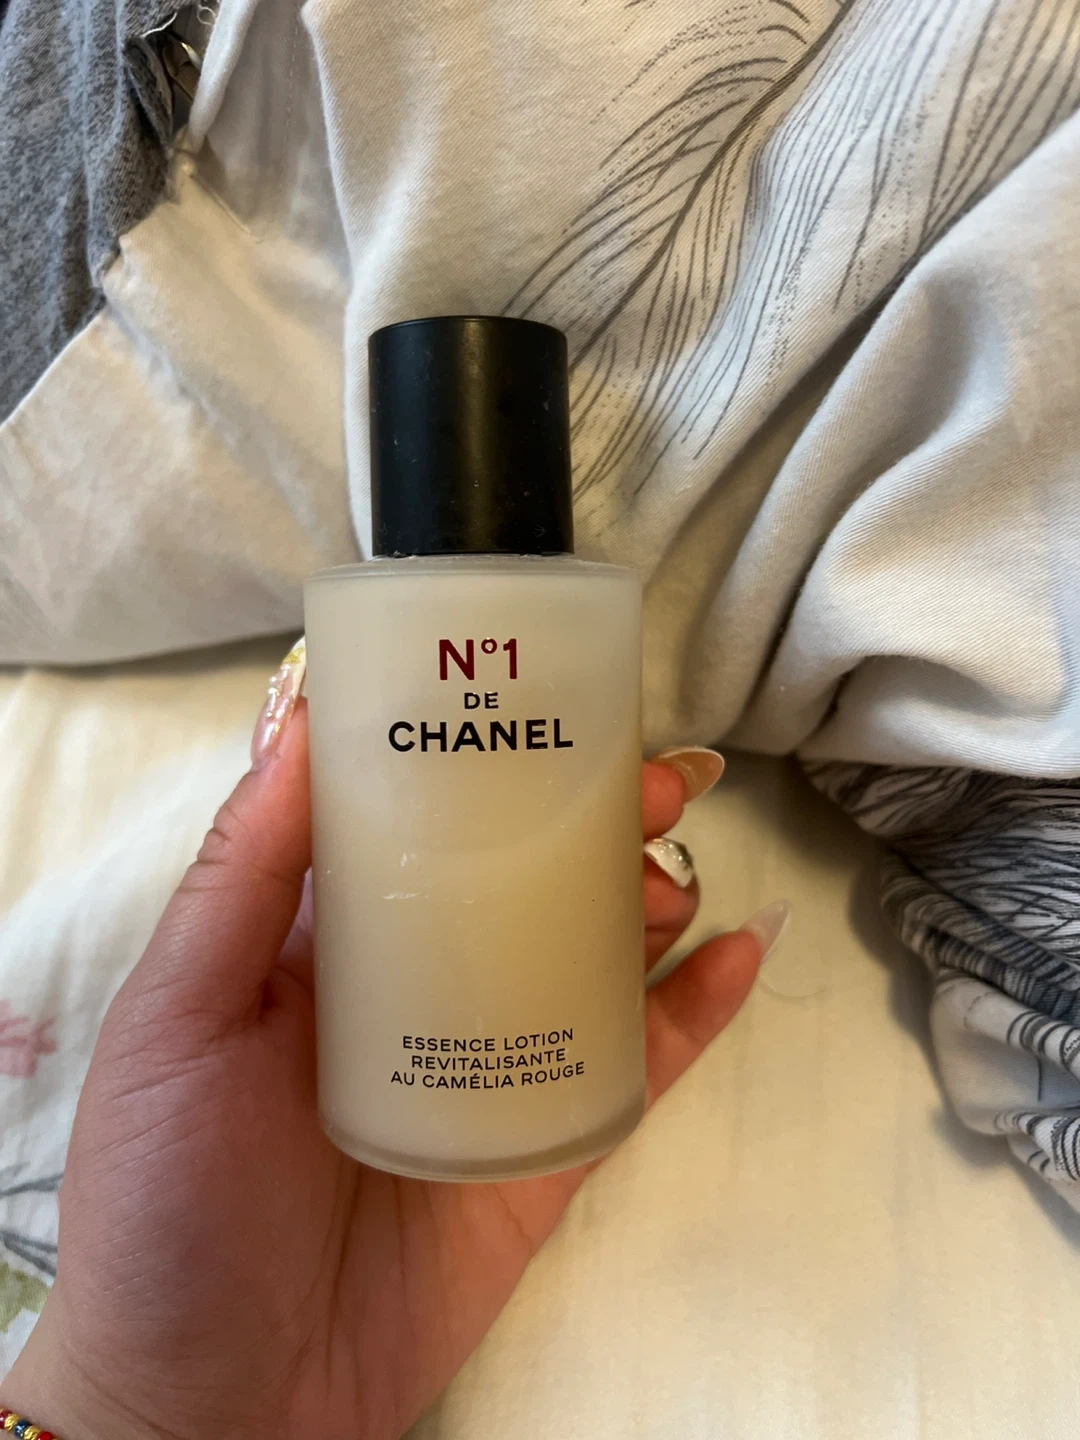 N°1
DE
CHANEL
ESSENCE LOTION
REVITALISANTE
AU CAMÉLIA ROUGE